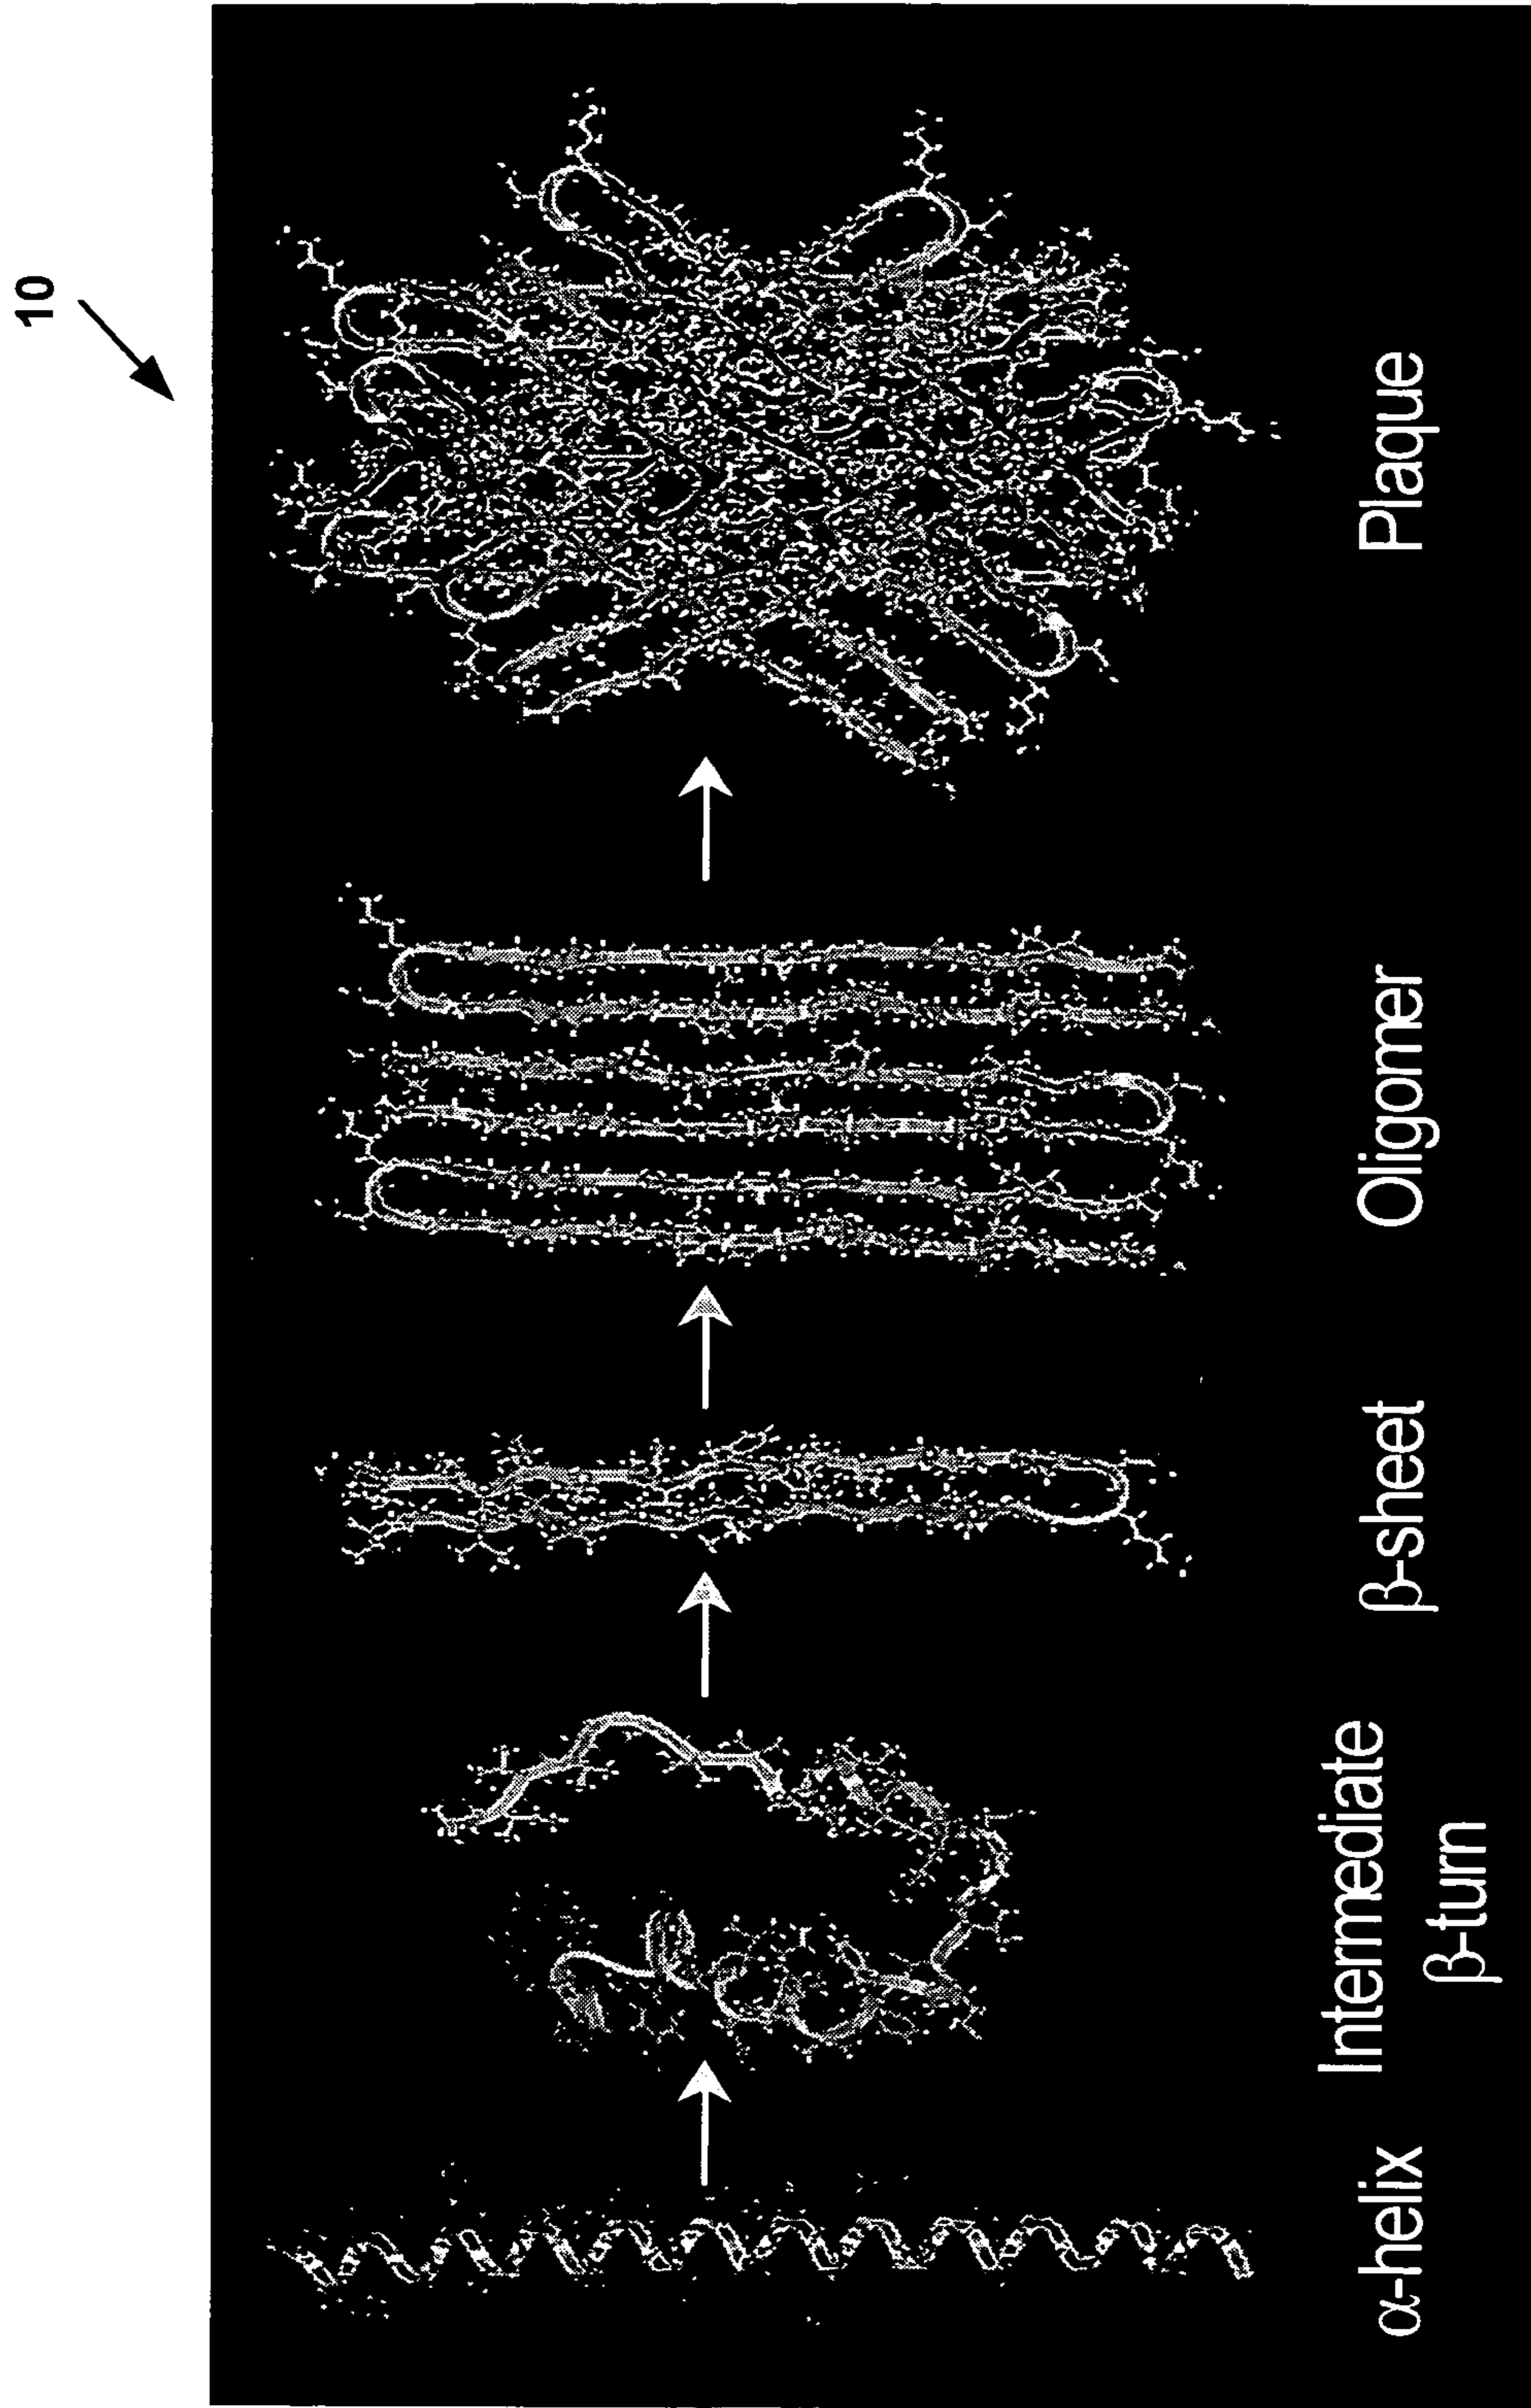 10
α-helix
Intermediate
β-turn
β-sheet
Oligomer
Plaque